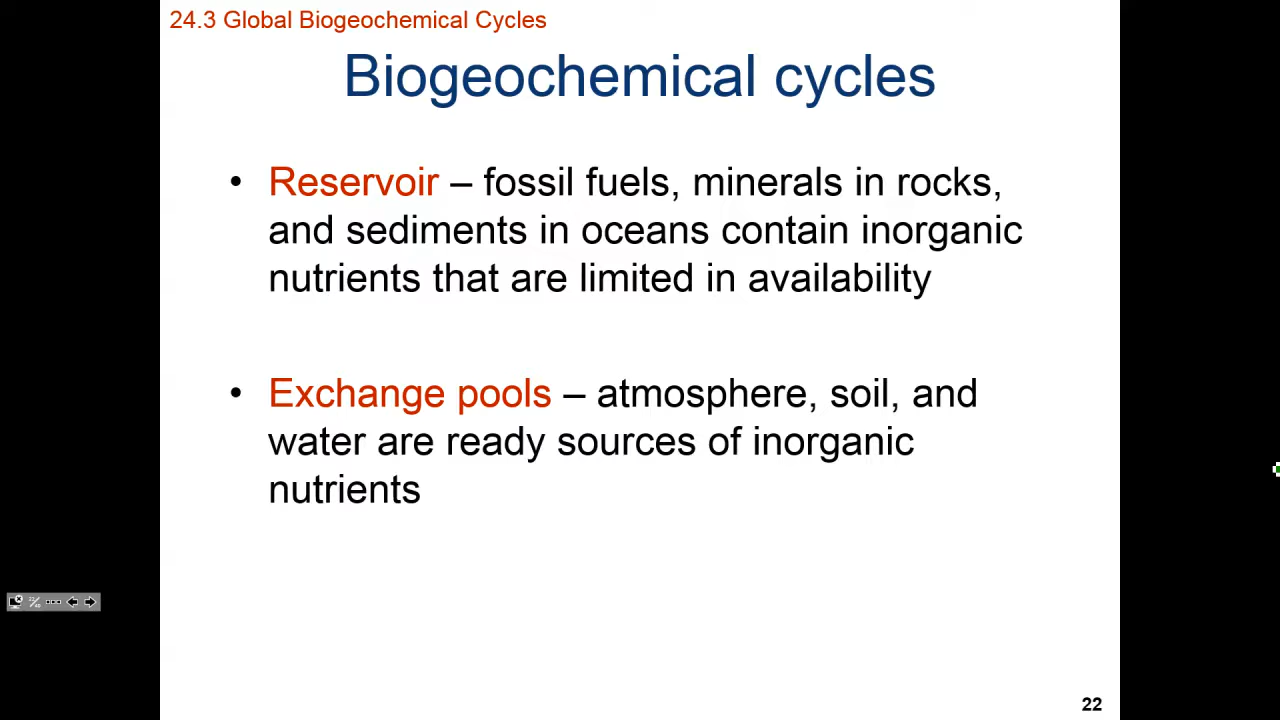 24.3 Global Biogeochemical Cycles
Biogeochemical cycles
• Reservoir – fossil fuels, minerals in rocks,
and sediments in oceans contain inorganic
nutrients that are limited in availability
• Exchange pools – atmosphere, soil, and
water are ready sources of inorganic
nutrients
22